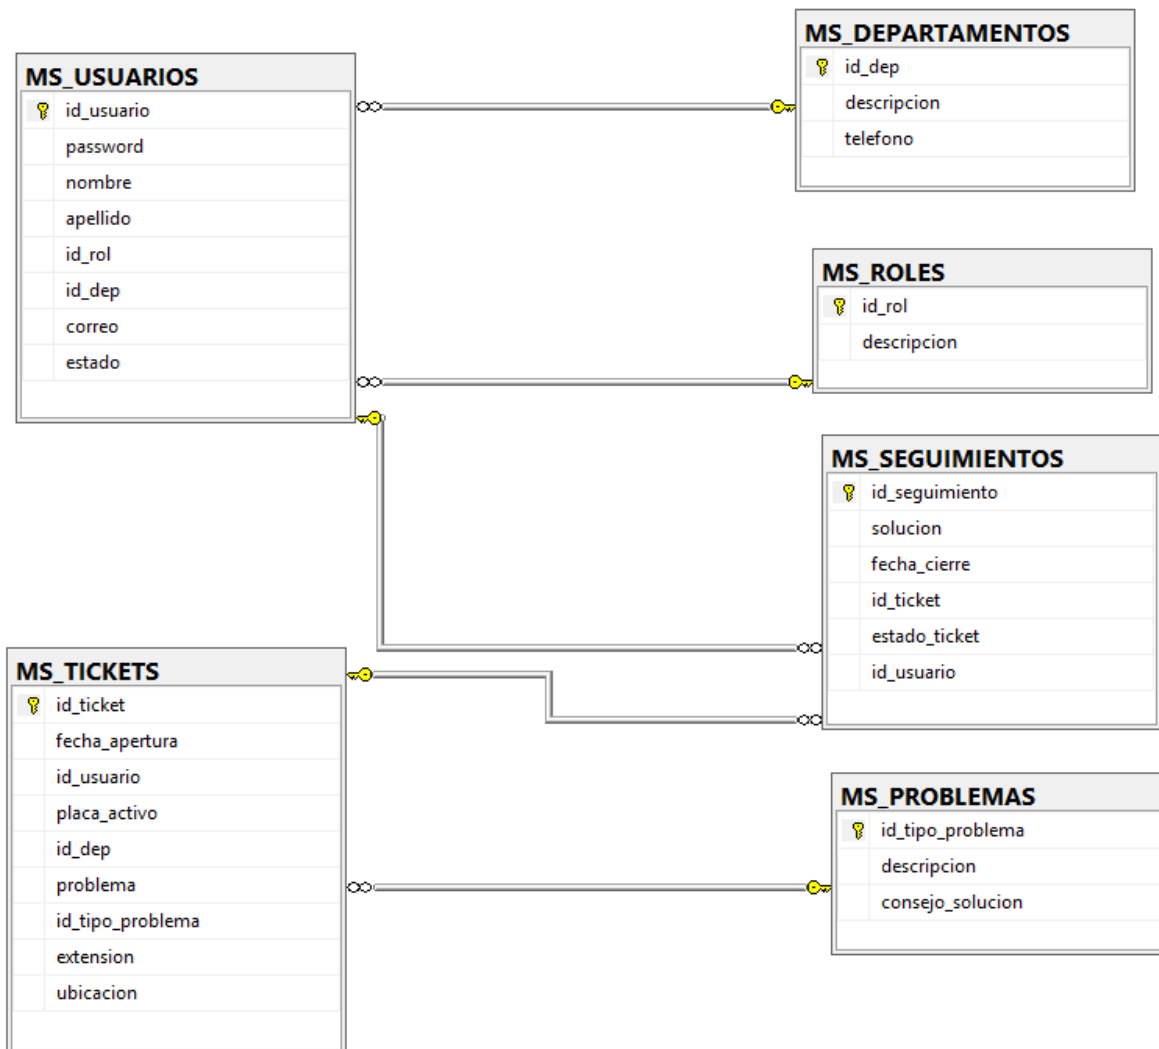 MS_USUARIOS
id_usuario
password
nombre
apellido
id_rol
id_dep
correo
estado
MS_DEPARTAMENTOS
id_dep
descripcion
telefono
MS_ROLES
id_rol
descripcion
MS_SEGUIMIENTOS
id_seguimiento
solucion
fecha_cierre
id_ticket
estado_ticket
id_usuario
MS_TICKETS
id_ticket
fecha_apertura
id_usuario
placa_activo
id_dep
problema
id_tipo_problema
extension
ubicacion
MS_PROBLEMAS
id_tipo_problema
descripcion
consejo_solucion